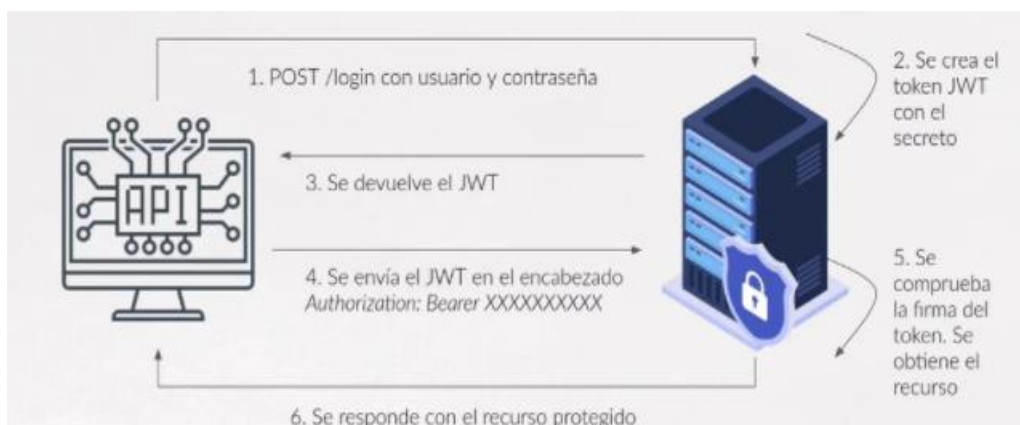 1. POST /login con usuario y contraseña
2. Se crea el
token JWT
con el
secreto
API
3. Se devuelve el JWT
4. Se envía el JWT en el encabezado
Authorization: Bearer XXXXXXXXXX
5. Se
comprueba
la firma del
token. Se
obtiene el
recurso
6. Se responde con el recurso protegido